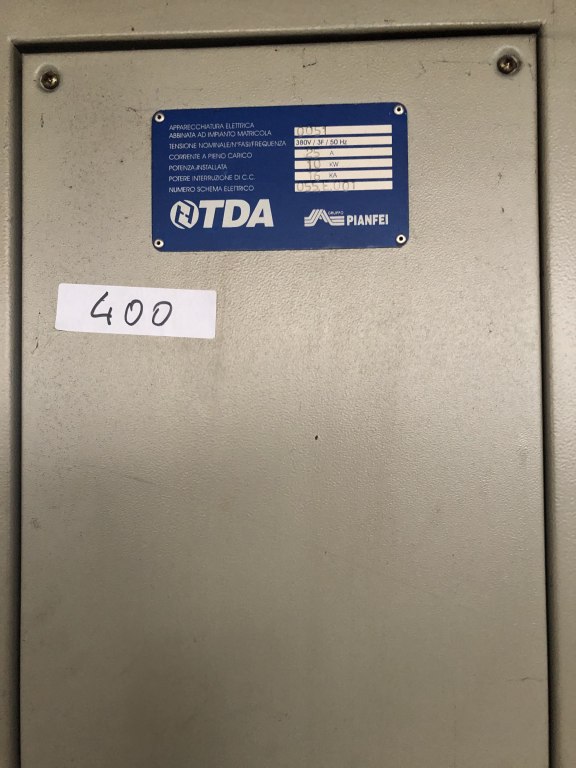 APPARECCHIATURA ELETTRICA
ABBINATA AD IMPIANTO MATRICOLA 0051
TENSIONE NOMINALE/N°FASI/FREQUENZA 380V / 3F / 50 Hz
CORRENTE A PIENO CARICO 25 A
POTENZA INSTALLATA 10 KW
POTERE INTERRUZIONE DI C.C. 16 KA
NUMERO SCHEMA ELETTRICO 055.E.001
TDA
GRUPPO
PIANFEI
400